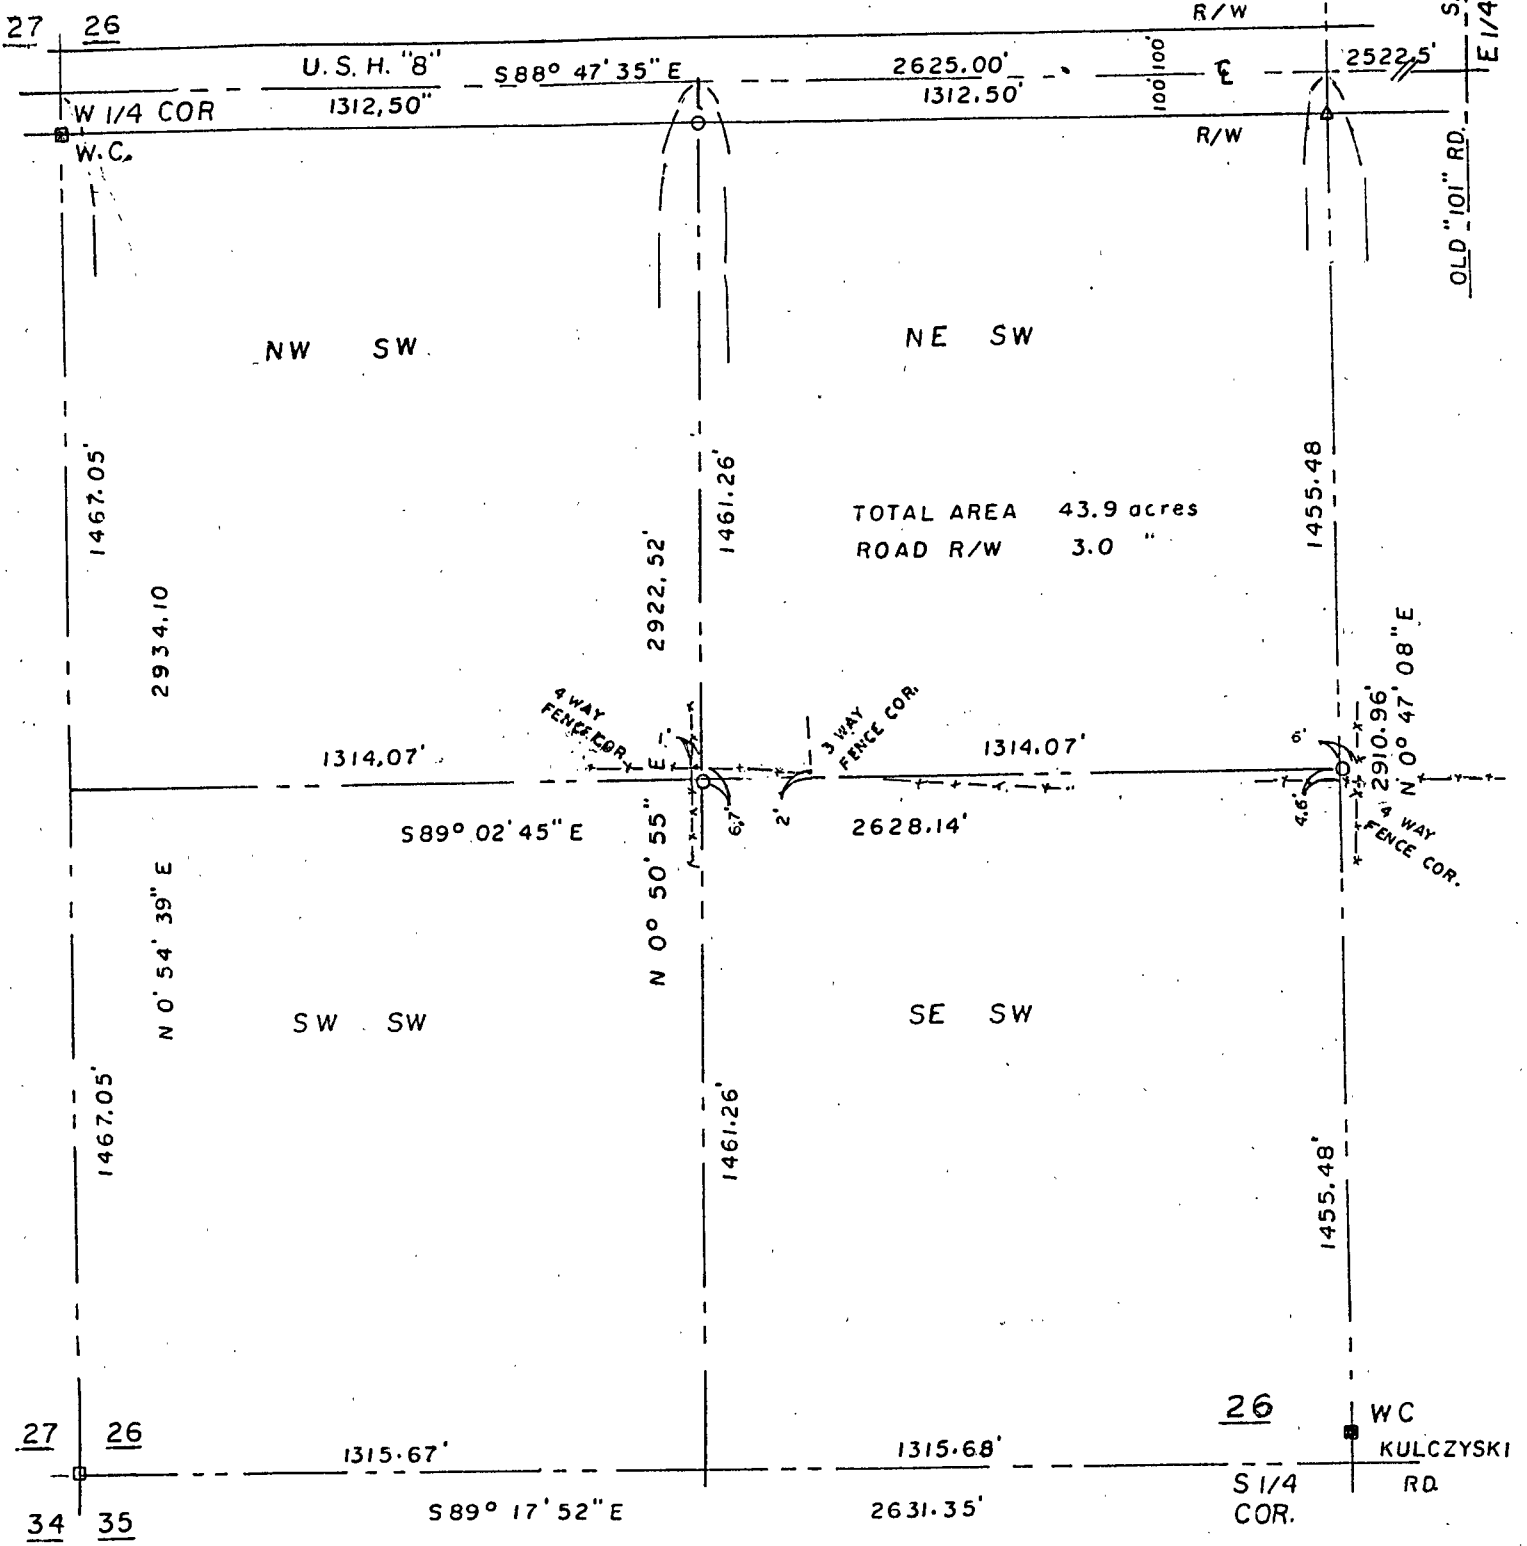 R/W
S.
E 1/4
27 26
U. S. H. "8"
S 88° 47' 35" E
2625.00'
100' 100'
℄
2522.5'
1312,50"
1312.50'
W 1/4 COR
W.C.
R/W
OLD "101" RD.
NW SW.
NE SW
1467.05'
1461.26'
1455.48
TOTAL AREA 43.9 acres
ROAD R/W 3.0 "
2934.10
2922.52'
N 0° 50' 55" E
2910.96'
N 0° 47' 08" E
4 WAY
FENCE COR.
3 WAY
FENCE COR.
1314.07'
1'
1314.07'
6'
S 89° 02' 45" E
6.7'
2'
2628.14'
4.6'
4 WAY
FENCE COR.
N 0' 54' 39" E
SW SW
SE SW
1467.05'
1461.26'
1455.48'
26
WC
27 26
1315.67'
1315.68'
KULCZYSKI
RD.
S 1/4
COR.
34 35
S 89° 17' 52" E
2631.35'